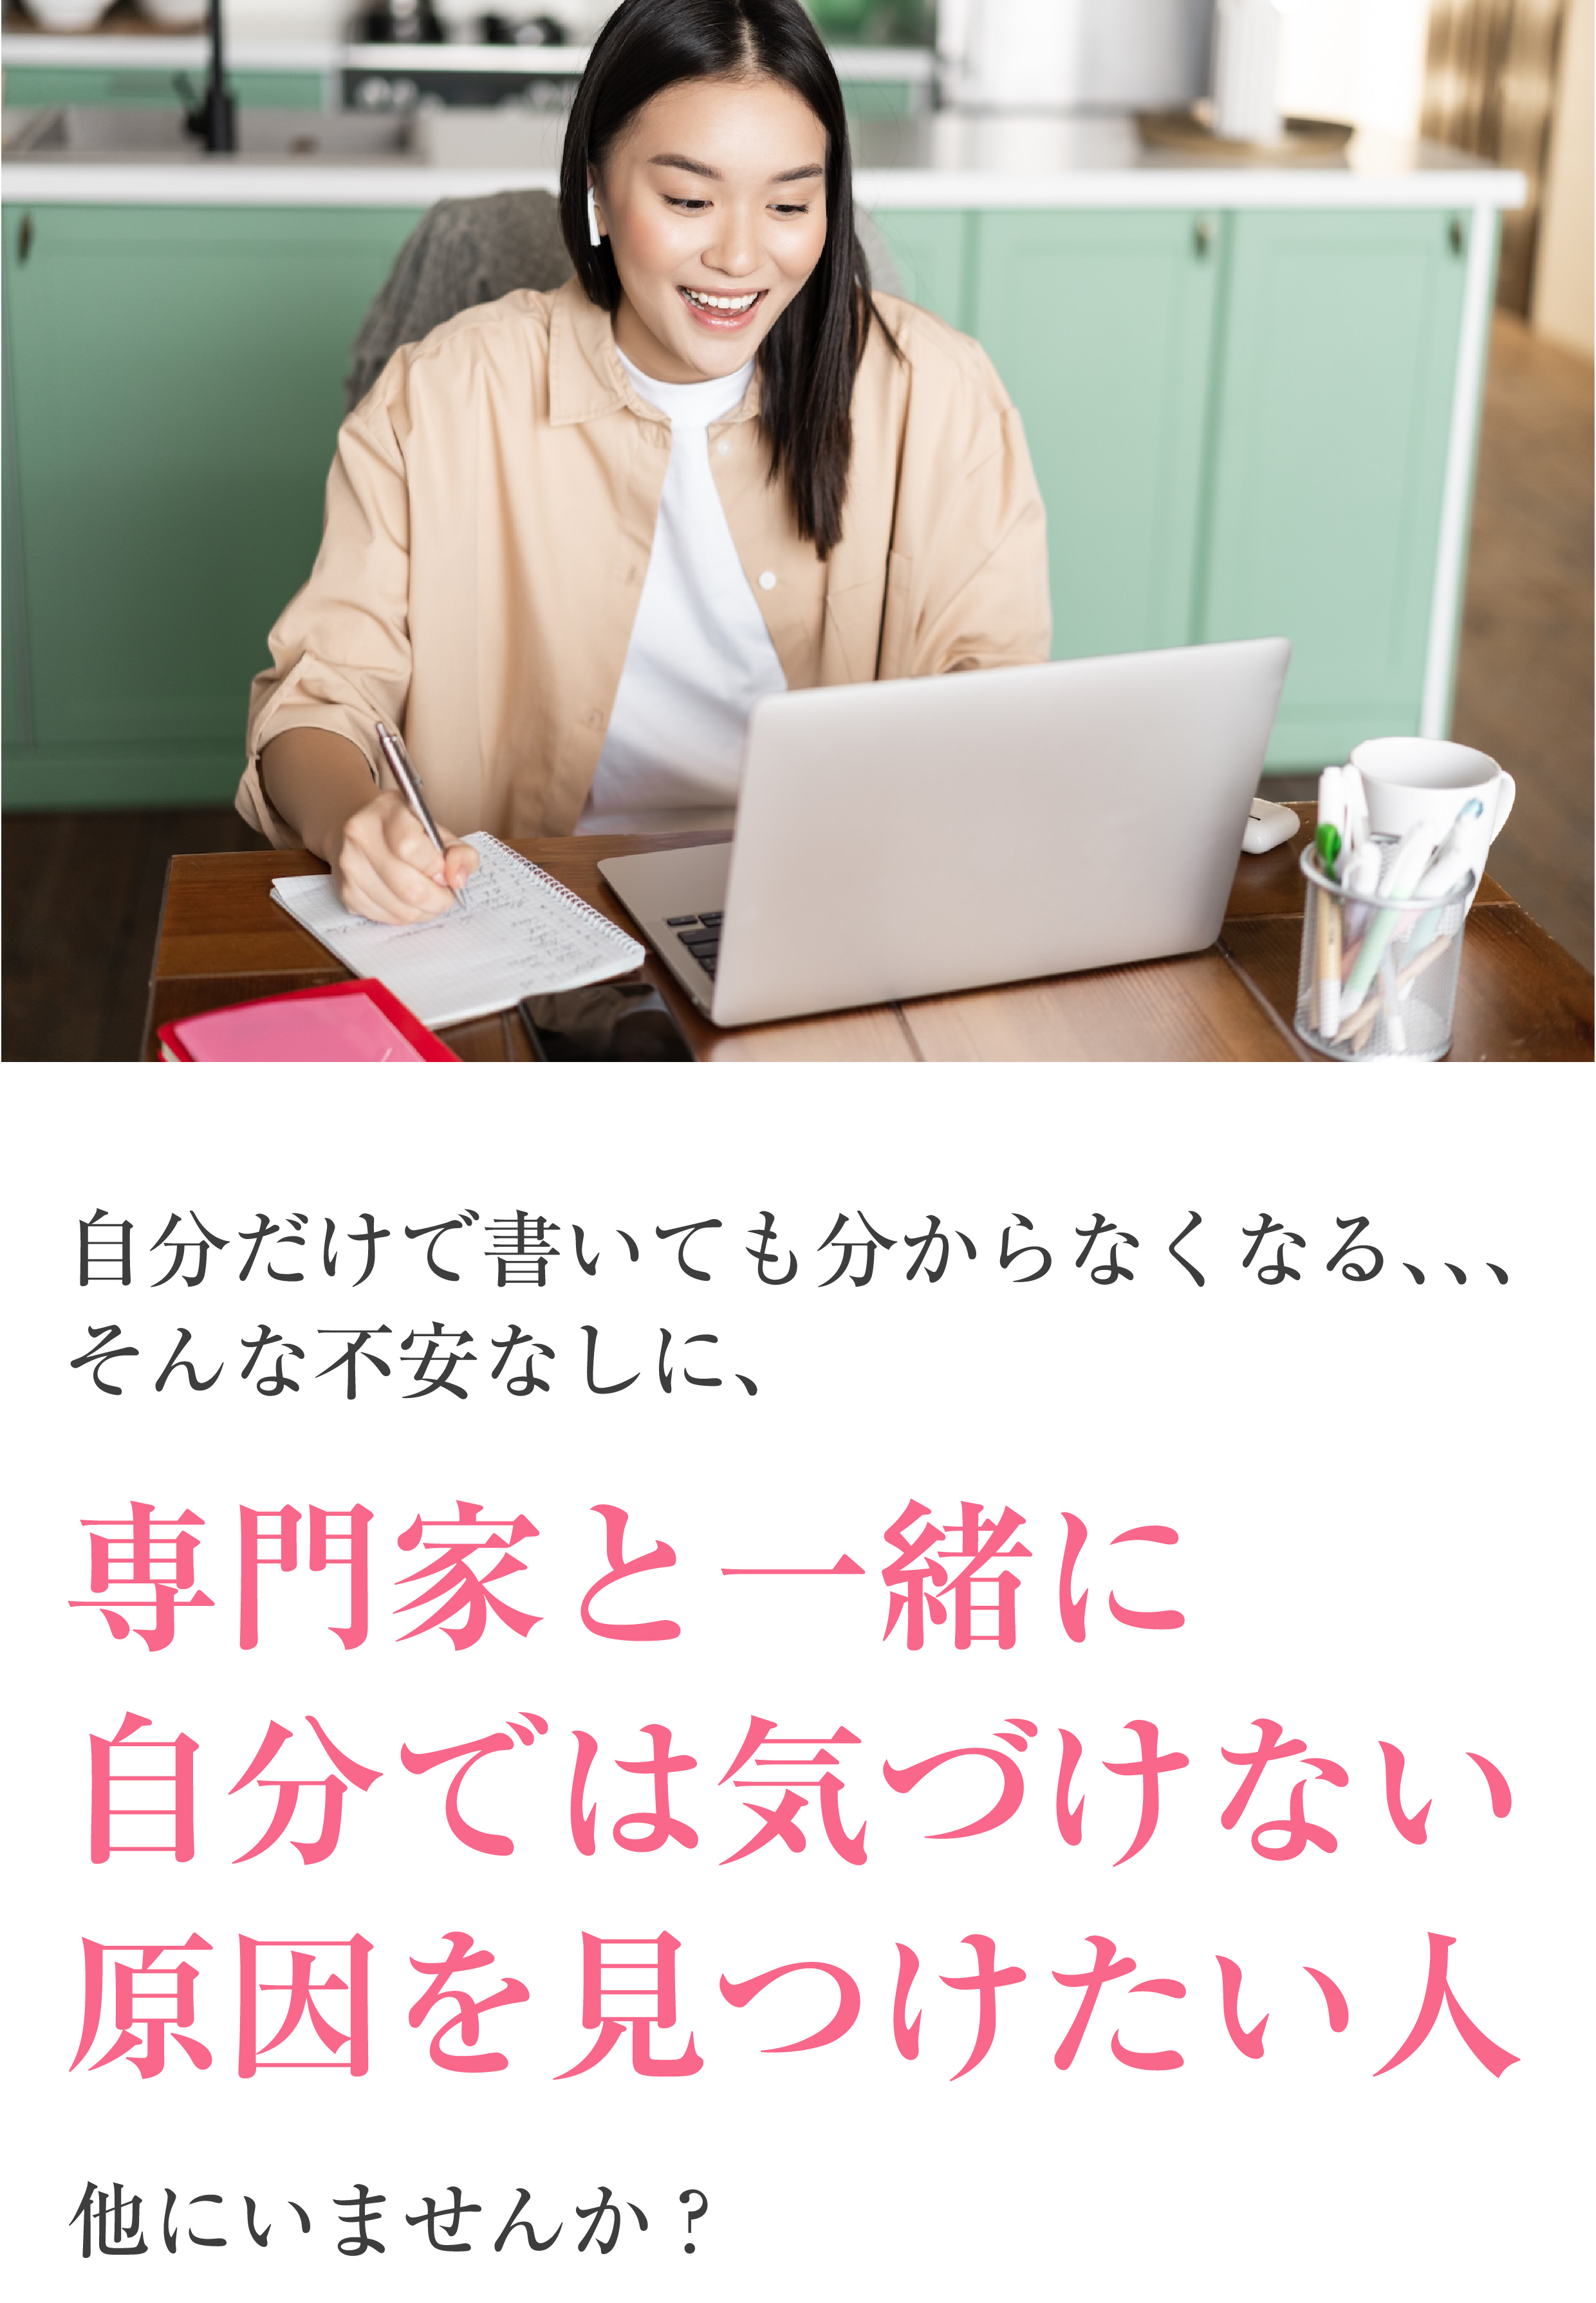 自分だけで書いても分からなくなる、、、
そんな不安なしに、
専門家と一緒に
自分では気づけない
原因を見つけたい人
他にいませんか？